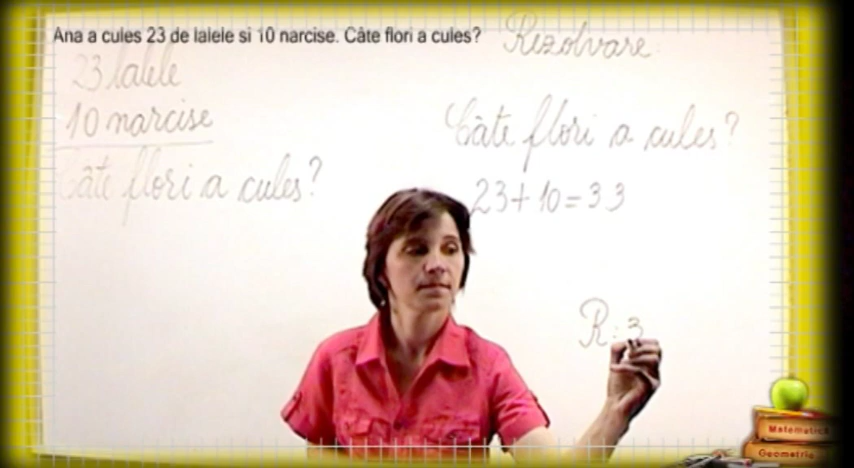 Ana a cules 23 de lalele si 10 narcise. Câte flori a cules?
23 lalele
10 narcise
Câte flori a cules?
Rezolvare:
Câte flori a cules?
23+10=33
R: 3
Matematica
Geometrie